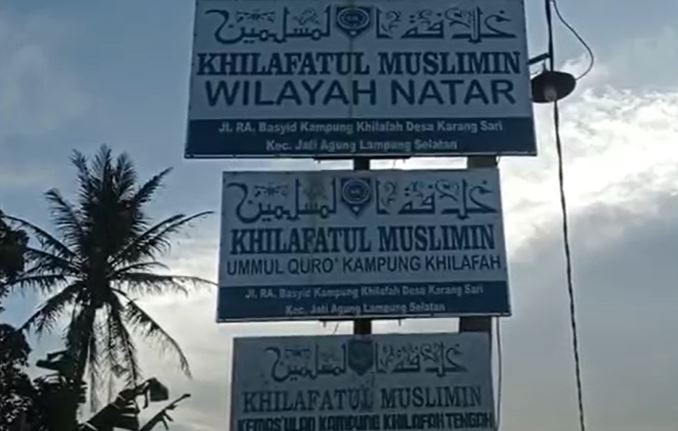 خلافة المسلمين
KHILAFATUL MUSLIMIN
WILAYAH NATAR
Jl. RA. Basyid Kampung Khilafah Desa Karang Sari
Kec. Jati Agung Lampung Selatan
خلافة المسلمين
KHILAFATUL MUSLIMIN
UMMUL QURO' KAMPUNG KHILAFAH
Jl. RA. Basyid Kampung Khilafah Desa Karang Sari
Kec. Jati Agung Lampung Selatan
خلافة المسلمين
KHILAFATUL MUSLIMIN
KEMAS'ULAN KAMPUNG KHILAFAH TENGAH